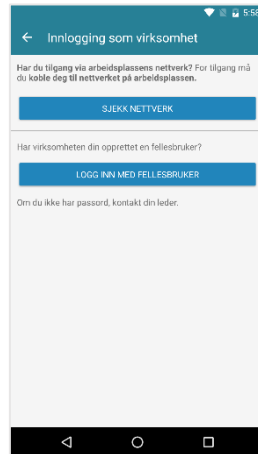 5:58
Innlogging som virksomhet
Har du tilgang via arbeidsplassens nettverk? For tilgang må
du koble deg til nettverket på arbeidsplassen.
SJEKK NETTVERK
Har virksomheten din opprettet en fellesbruker?
LOGG INN MED FELLESBRUKER
Om du ikke har passord, kontakt din leder.